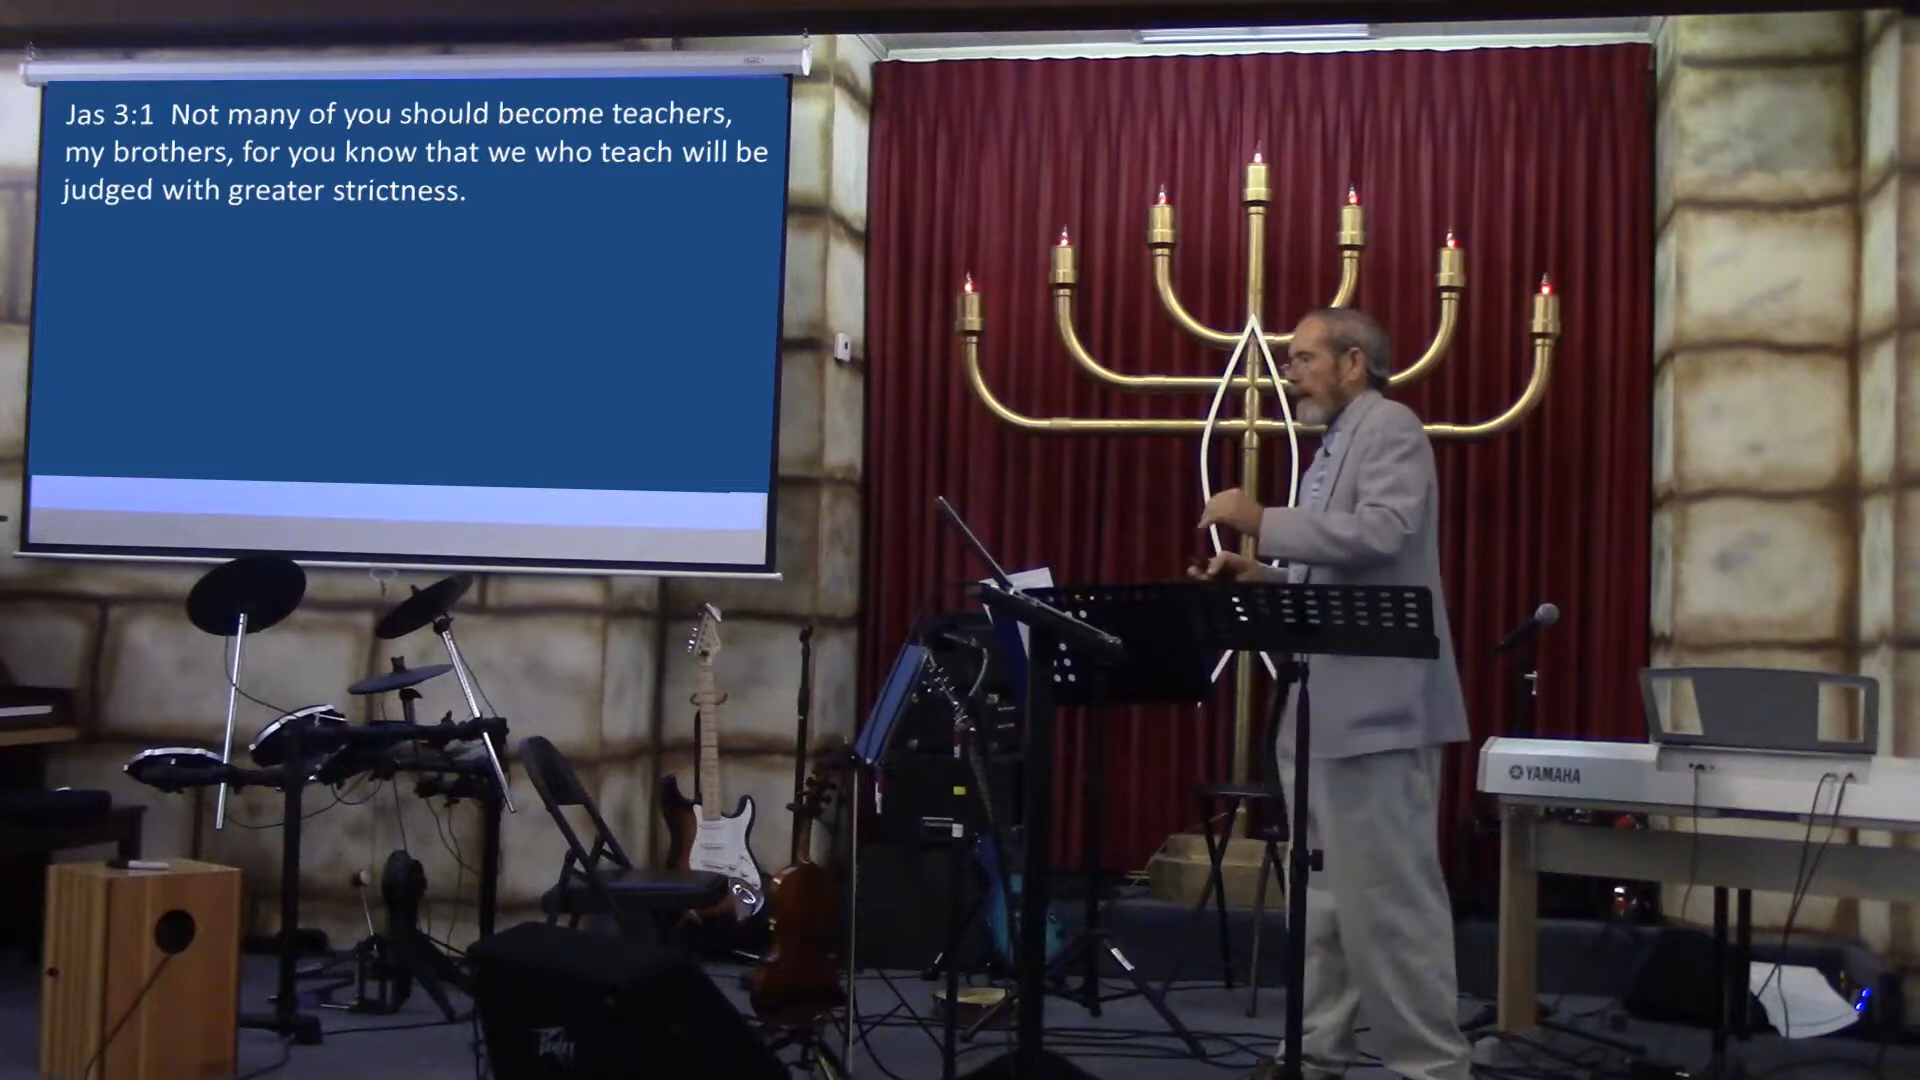 Jas 3:1  Not many of you should become teachers,
my brothers, for you know that we who teach will be
judged with greater strictness.
YAMAHA
Peavey